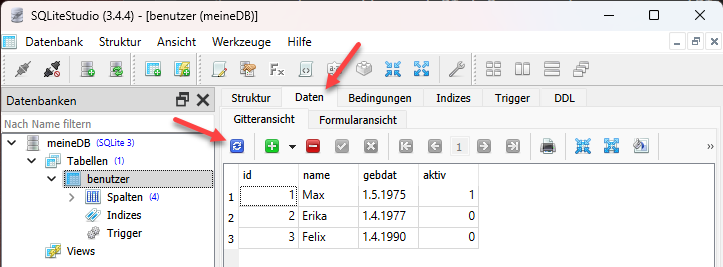 SQLiteStudio (3.4.4) - [benutzer (meineDB)]
Datenbank Struktur Ansicht Werkzeuge Hilfe
Datenbanken
Nach Name filtern
meineDB (SQLite 3)
Tabellen (1)
benutzer
Spalten (4)
Indizes
Trigger
Views
Struktur Daten Bedingungen Indizes Trigger DDL
Gitteransicht Formularansicht
1
id name gebdat aktiv
1 1 Max 1.5.1975 1
2 2 Erika 1.4.1977 0
3 3 Felix 1.4.1990 0